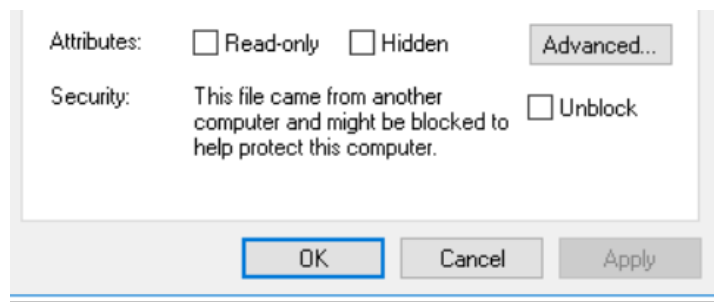 Attributes: Read-only Hidden Advanced...
Security: This file came from another
computer and might be blocked to
help protect this computer. Unblock
OK Cancel Apply